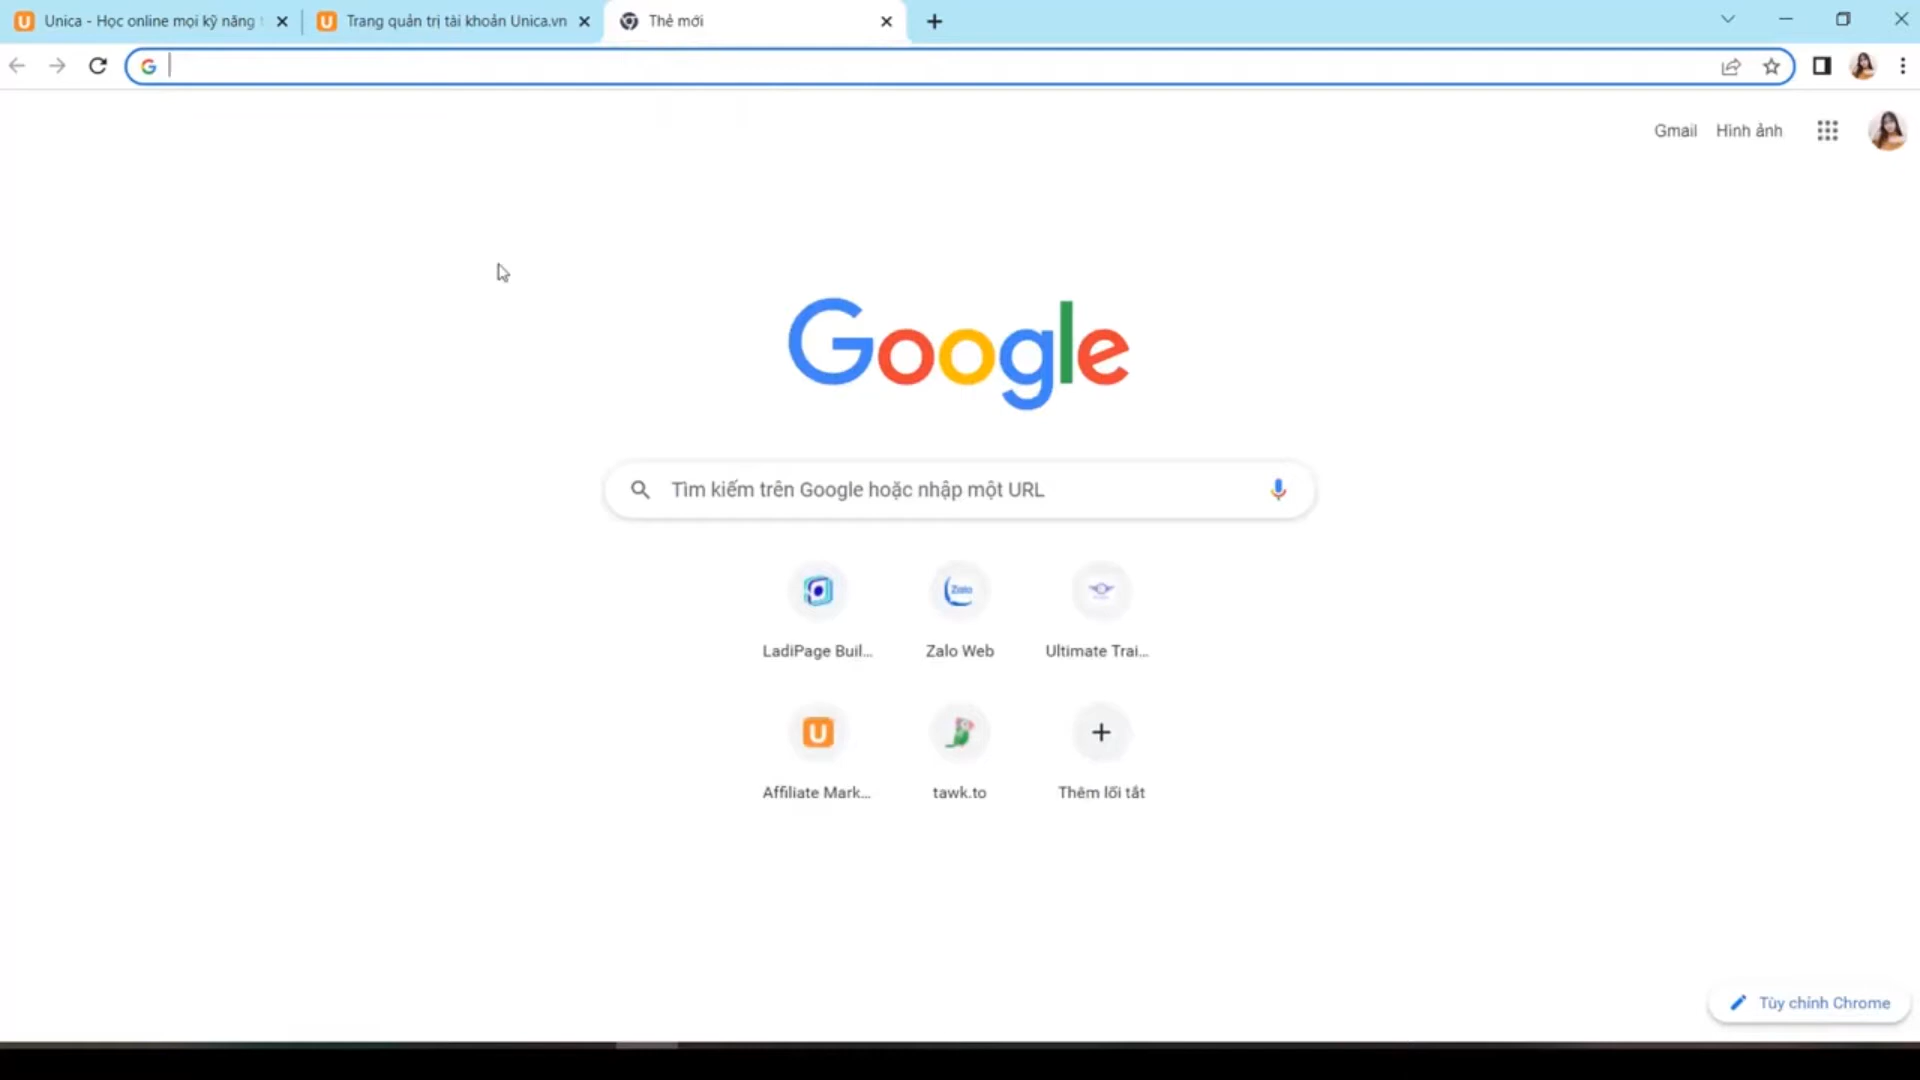 Unica - Học online mọi kỹ năng
Trang quản trị tài khoản Unica.vn
Thẻ mới
Gmail
Hình ảnh
Google
Tìm kiếm trên Google hoặc nhập một URL
LadiPage Buil...
Zalo Web
Ultimate Trai...
Affiliate Mark...
tawk.to
Thêm lối tắt
Tùy chỉnh Chrome